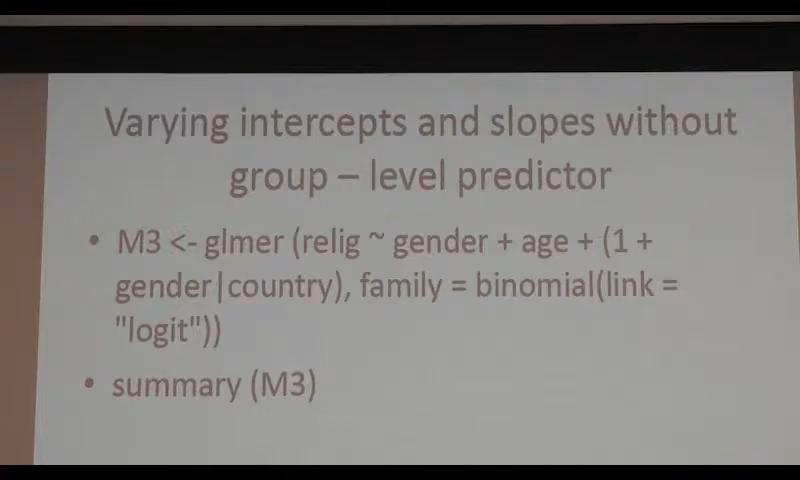 Varying intercepts and slopes without
group – level predictor
• M3 <- glmer (relig ~ gender + age + (1 +
gender|country), family = binomial(link =
"logit"))
• summary (M3)